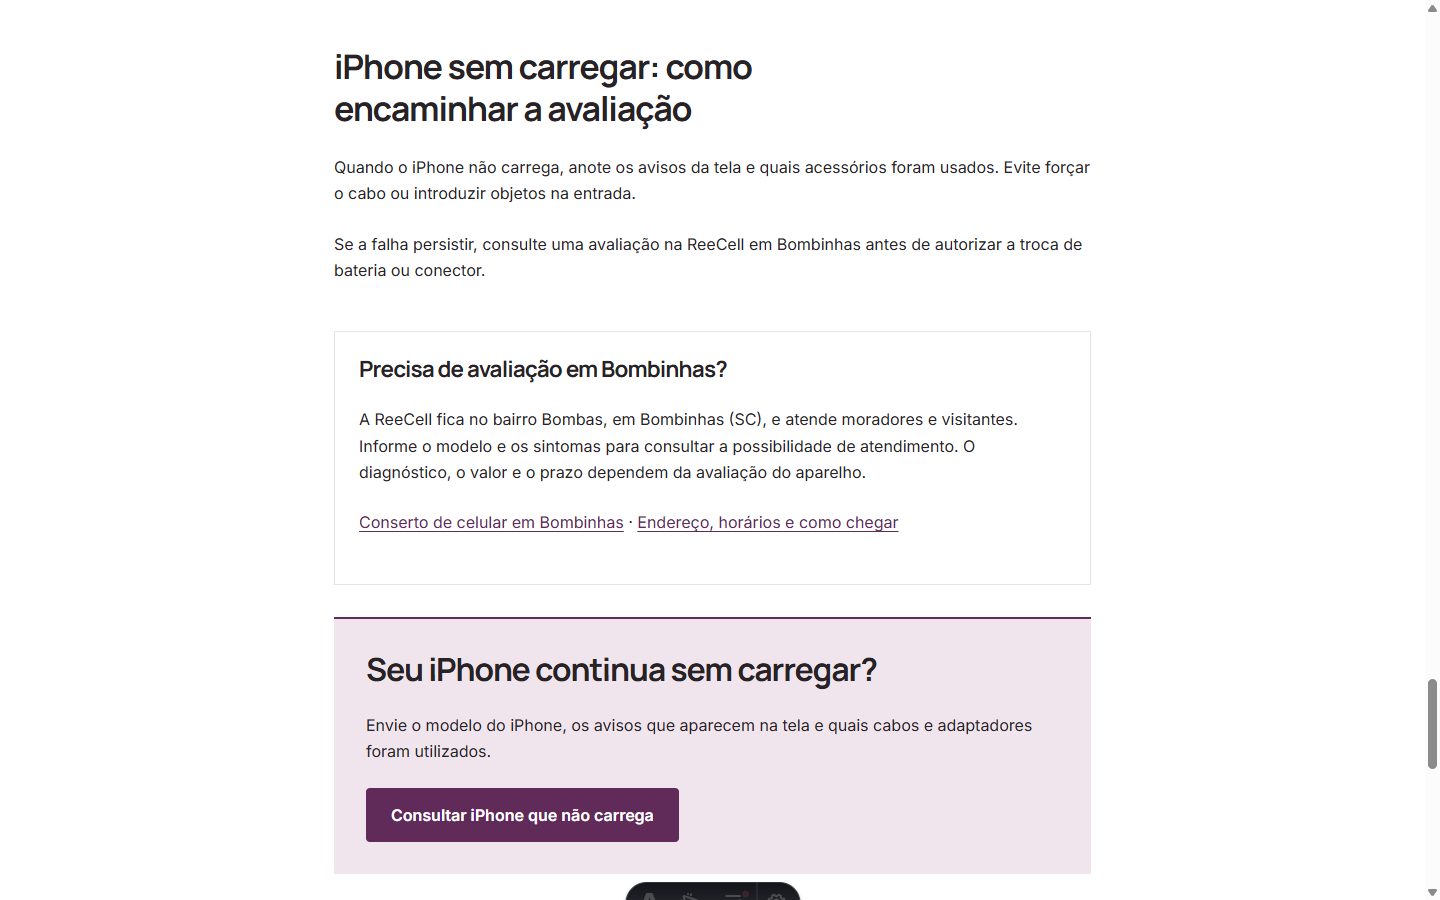 iPhone sem carregar: como
encaminhar a avaliação
Quando o iPhone não carrega, anote os avisos da tela e quais acessórios foram usados. Evite forçar
o cabo ou introduzir objetos na entrada.
Se a falha persistir, consulte uma avaliação na ReeCell em Bombinhas antes de autorizar a troca de
bateria ou conector.
Precisa de avaliação em Bombinhas?
A ReeCell fica no bairro Bombas, em Bombinhas (SC), e atende moradores e visitantes.
Informe o modelo e os sintomas para consultar a possibilidade de atendimento. O
diagnóstico, o valor e o prazo dependem da avaliação do aparelho.
Conserto de celular em Bombinhas · Endereço, horários e como chegar
Seu iPhone continua sem carregar?
Envie o modelo do iPhone, os avisos que aparecem na tela e quais cabos e adaptadores
foram utilizados.
Consultar iPhone que não carrega